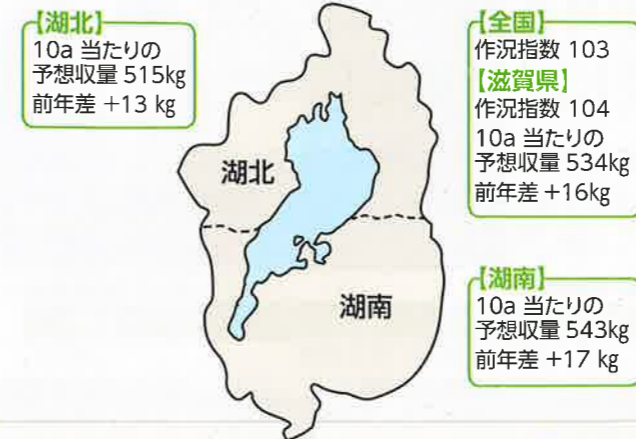 【湖北】
10a 当たりの
予想収量 515kg
前年差 +13 kg
【全国】
作況指数 103
【滋賀県】
作況指数 104
10a 当たりの
予想収量 534kg
前年差 +16kg
湖北
湖南
【湖南】
10a 当たりの
予想収量 543kg
前年差 +17 kg